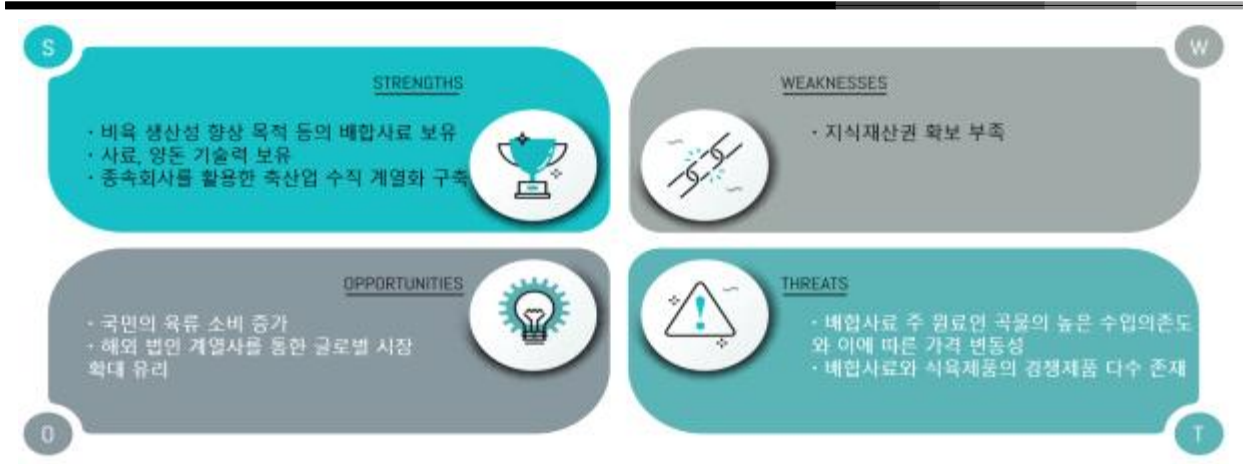 S
STRENGTHS
· 비육 생산성 향상 목적 등의 배합사료 보유
· 사료, 양돈 기술력 보유
· 종속회사를 활용한 축산업 수직 계열화 구축
W
WEAKNESSES
· 지식재산권 확보 부족
OPPORTUNITIES
· 국민의 육류 소비 증가
· 해외 법인 계열사를 통한 글로벌 시장
확대 유리
O
THREATS
· 배합사료 주 원료인 곡물의 높은 수입의존도
와 이에 따른 가격 변동성
· 배합사료와 식육제품의 경쟁제품 다수 존재
T